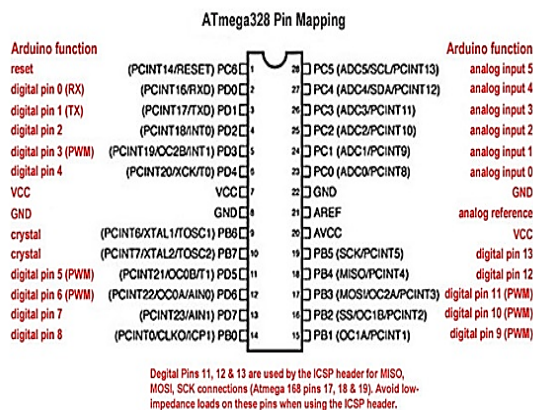 ATmega328 Pin Mapping
Arduino function Arduino function
reset (PCINT14/RESET) PC6 1 28 PC5 (ADC5/SCL/PCINT13) analog input 5
digital pin 0 (RX) (PCINT16/RXD) PD0 2 27 PC4 (ADC4/SDA/PCINT12) analog input 4
digital pin 1 (TX) (PCINT17/TXD) PD1 3 26 PC3 (ADC3/PCINT11) analog input 3
digital pin 2 (PCINT18/INT0) PD2 4 25 PC2 (ADC2/PCINT10) analog input 2
digital pin 3 (PWM) (PCINT19/OC2B/INT1) PD3 5 24 PC1 (ADC1/PCINT9) analog input 1
digital pin 4 (PCINT20/XCK/T0) PD4 6 23 PC0 (ADC0/PCINT8) analog input 0
VCC VCC 7 22 GND GND
GND GND 8 21 AREF analog reference
crystal (PCINT6/XTAL1/TOSC1) PB6 9 20 AVCC VCC
crystal (PCINT7/XTAL2/TOSC2) PB7 10 19 PB5 (SCK/PCINT5) digital pin 13
digital pin 5 (PWM) (PCINT21/OC0B/T1) PD5 11 18 PB4 (MISO/PCINT4) digital pin 12
digital pin 6 (PWM) (PCINT22/OC0A/AIN0) PD6 12 17 PB3 (MOSI/OC2A/PCINT3) digital pin 11 (PWM)
digital pin 7 (PCINT23/AIN1) PD7 13 16 PB2 (SS/OC1B/PCINT2) digital pin 10 (PWM)
digital pin 8 (PCINT0/CLKO/ICP1) PB0 14 15 PB1 (OC1A/PCINT1) digital pin 9 (PWM)
Degital Pins 11, 12 & 13 are used by the ICSP header for MISO,
MOSI, SCK connections (Atmega 168 pins 17, 18 & 19). Avoid low-
impedance loads on these pins when using the ICSP header.